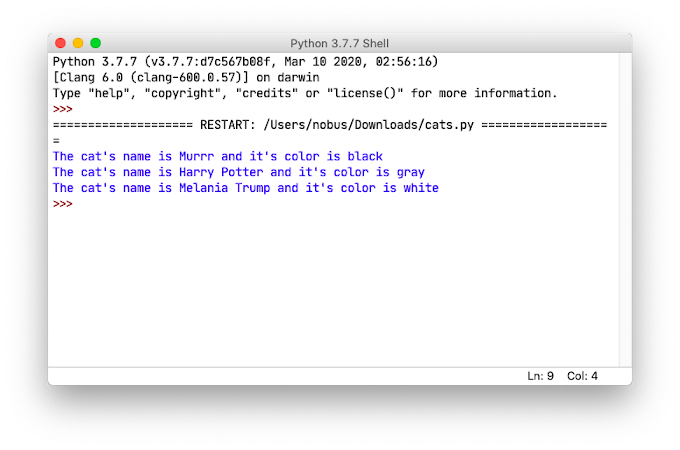 Python 3.7.7 Shell
Python 3.7.7 (v3.7.7:d7c567b08f, Mar 10 2020, 02:56:16)
[Clang 6.0 (clang-600.0.57)] on darwin
Type "help", "copyright", "credits" or "license()" for more information.
>>>
==================== RESTART: /Users/nobus/Downloads/cats.py ==================
=
The cat's name is Murrr and it's color is black
The cat's name is Harry Potter and it's color is gray
The cat's name is Melania Trump and it's color is white
>>>
Ln: 9 Col: 4